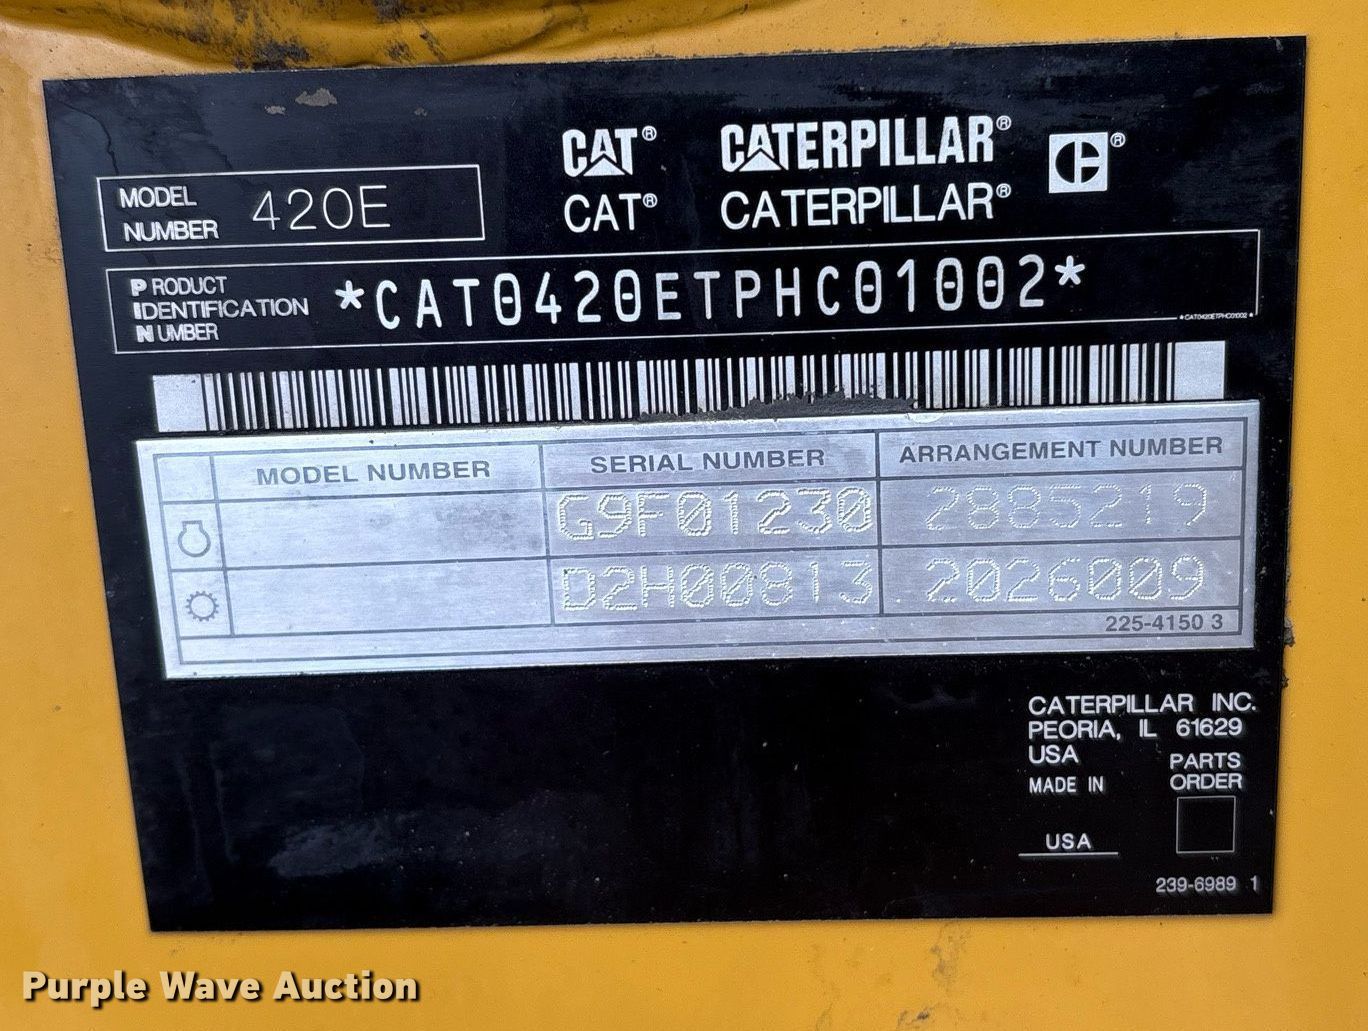 CAT® CATERPILLAR® ®
CAT® CATERPILLAR®
MODEL
NUMBER 420E
PRODUCT
IDENTIFICATION
NUMBER
*CAT0420ETPHC01002*
*CAT0420ETPHC01002*
MODEL NUMBER SERIAL NUMBER ARRANGEMENT NUMBER
G9F01230 2885219
D2H00813 2026009
225-4150 3
CATERPILLAR INC.
PEORIA, IL 61629
USA
MADE IN
USA
PARTS
ORDER
239-6989 1
Purple Wave Auction